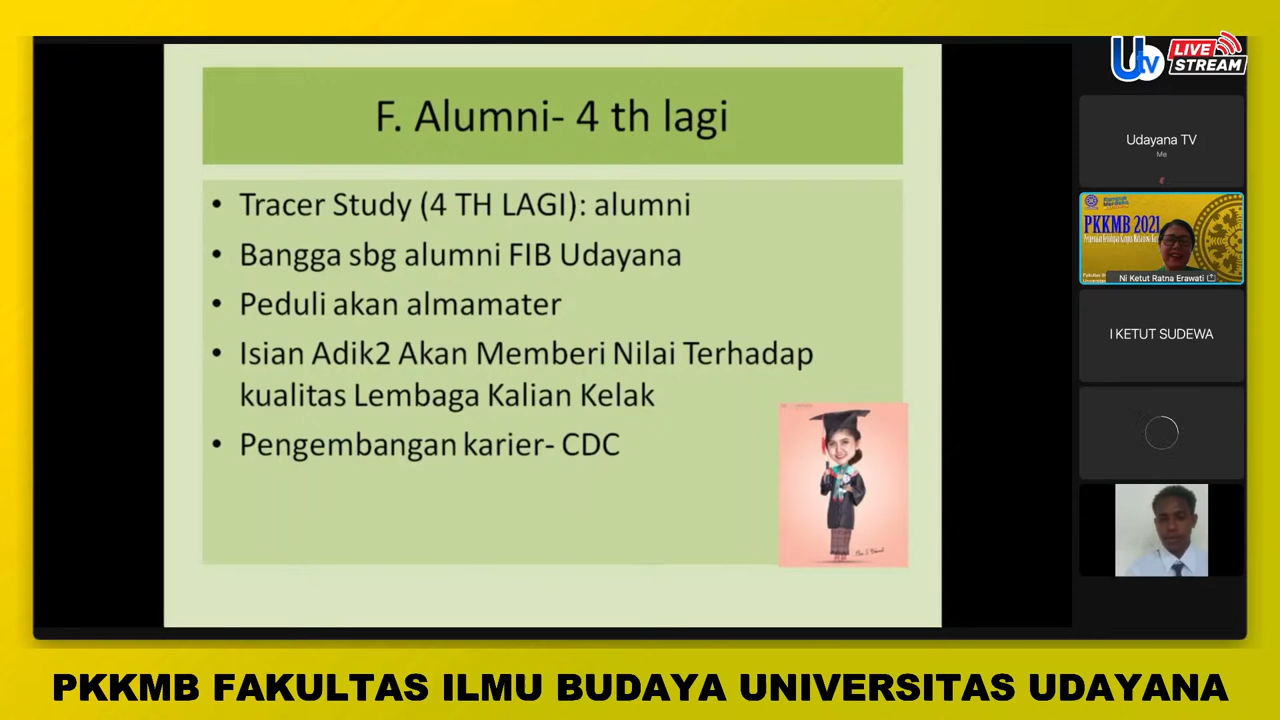 Utv
LIVE
STREAM
F. Alumni- 4 th lagi
• Tracer Study (4 TH LAGI): alumni
• Bangga sbg alumni FIB Udayana
• Peduli akan almamater
• Isian Adik2 Akan Memberi Nilai Terhadap
kualitas Lembaga Kalian Kelak
• Pengembangan karier- CDC
Udayana TV
Me
PKKMB 2021
Ni Ketut Ratna Erawati
I KETUT SUDEWA
PKKMB FAKULTAS ILMU BUDAYA UNIVERSITAS UDAYANA